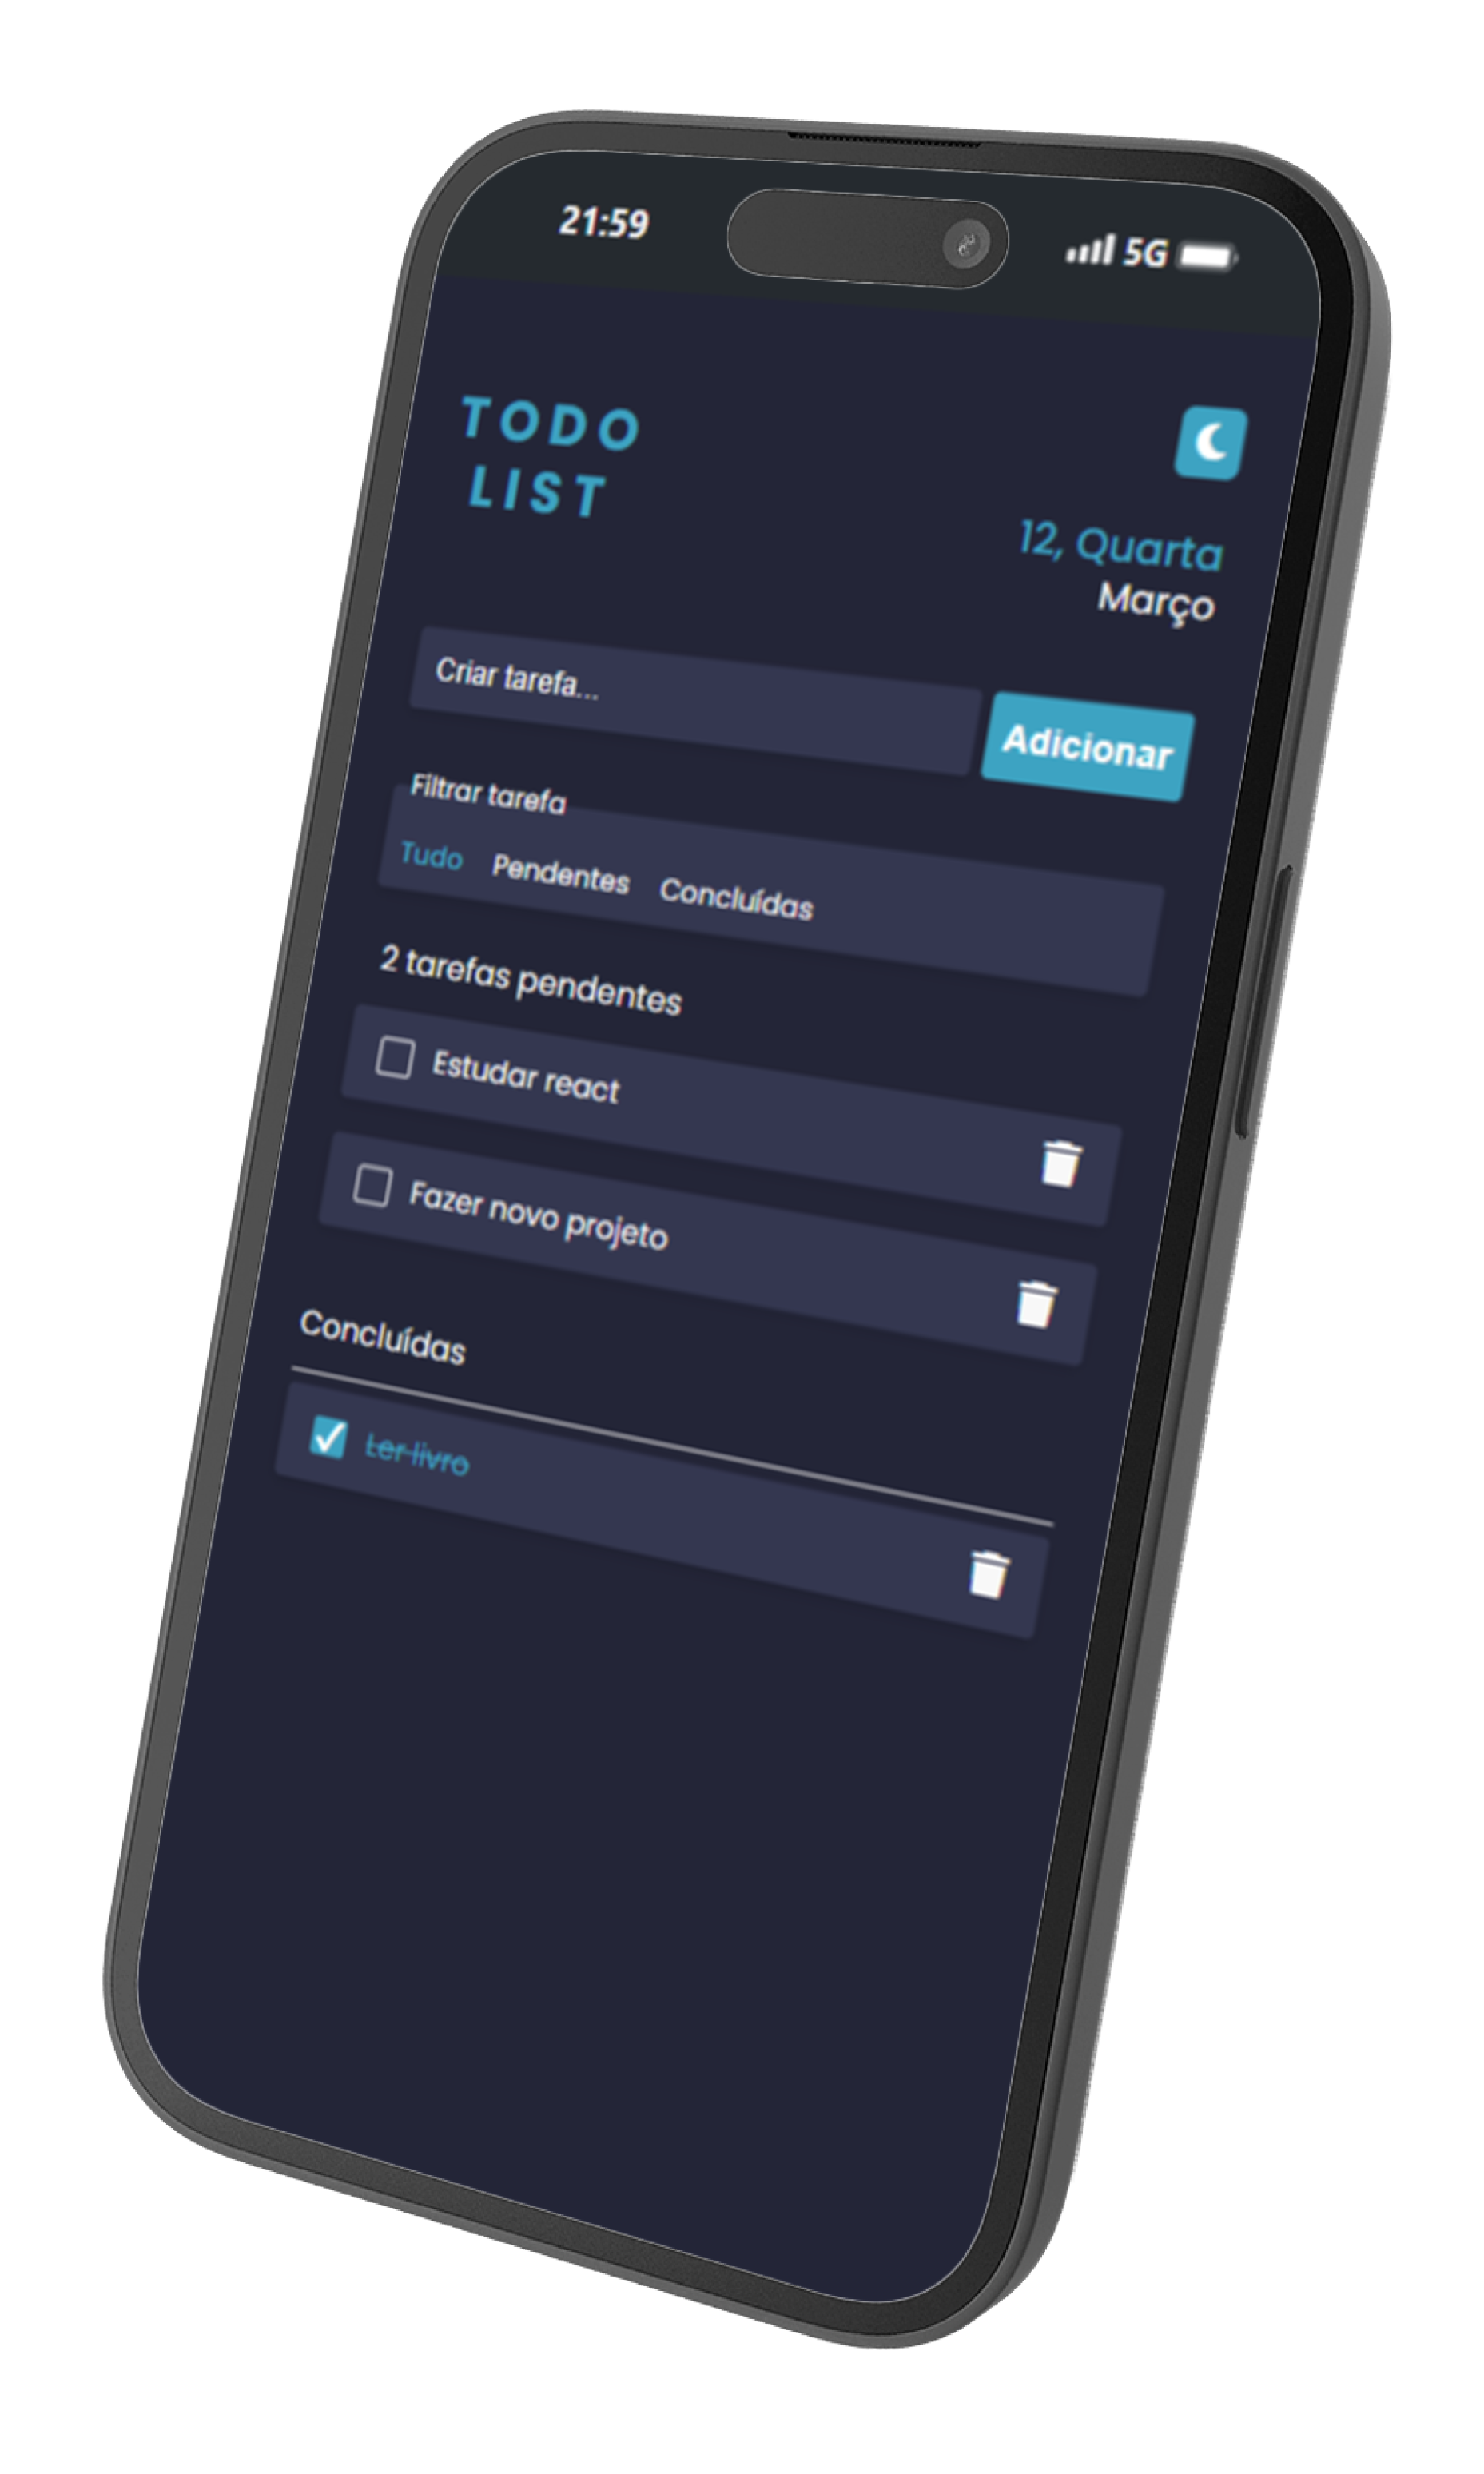 21:59
5G
TODO
LIST
12, Quarta
Março
Criar tarefa...
Adicionar
Filtrar tarefa
Tudo Pendentes Concluídas
2 tarefas pendentes
Estudar react
Fazer novo projeto
Concluídas
Ler livro